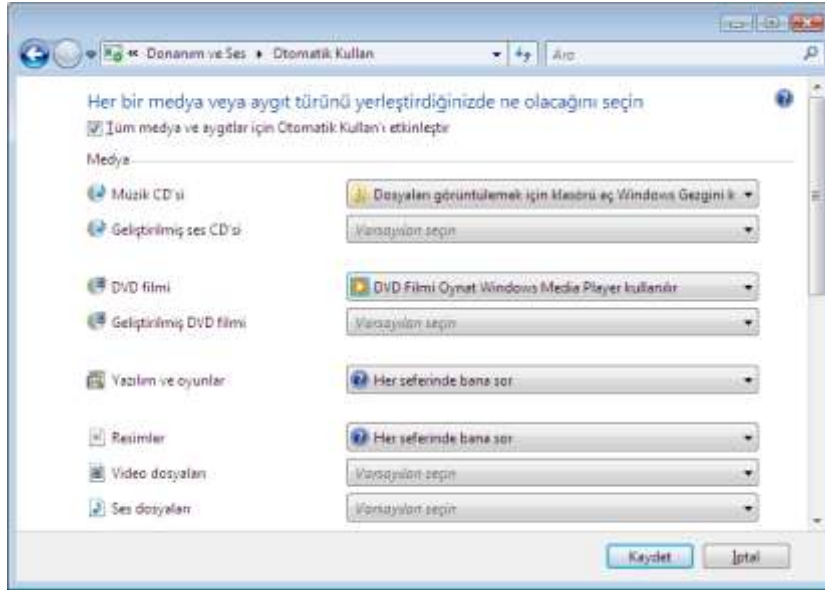 « Donanım ve Ses ▸ Otomatik Kullan
Ara
Her bir medya veya aygıt türünü yerleştirdiğinizde ne olacağını seçin
Tüm medya ve aygıtlar için Otomatik Kullan'ı etkinleştir
Medya
Müzik CD'si
Dosyaları görüntülemek için klasörü aç Windows Gezgini k
Geliştirilmiş ses CD'si
Varsayılan seçin
DVD filmi
DVD Filmi Oynat Windows Media Player kullanılır
Geliştirilmiş DVD filmi
Varsayılan seçin
Yazılım ve oyunlar
Her seferinde bana sor
Resimler
Her seferinde bana sor
Video dosyaları
Varsayılan seçin
Ses dosyaları
Varsayılan seçin
Kaydet
İptal